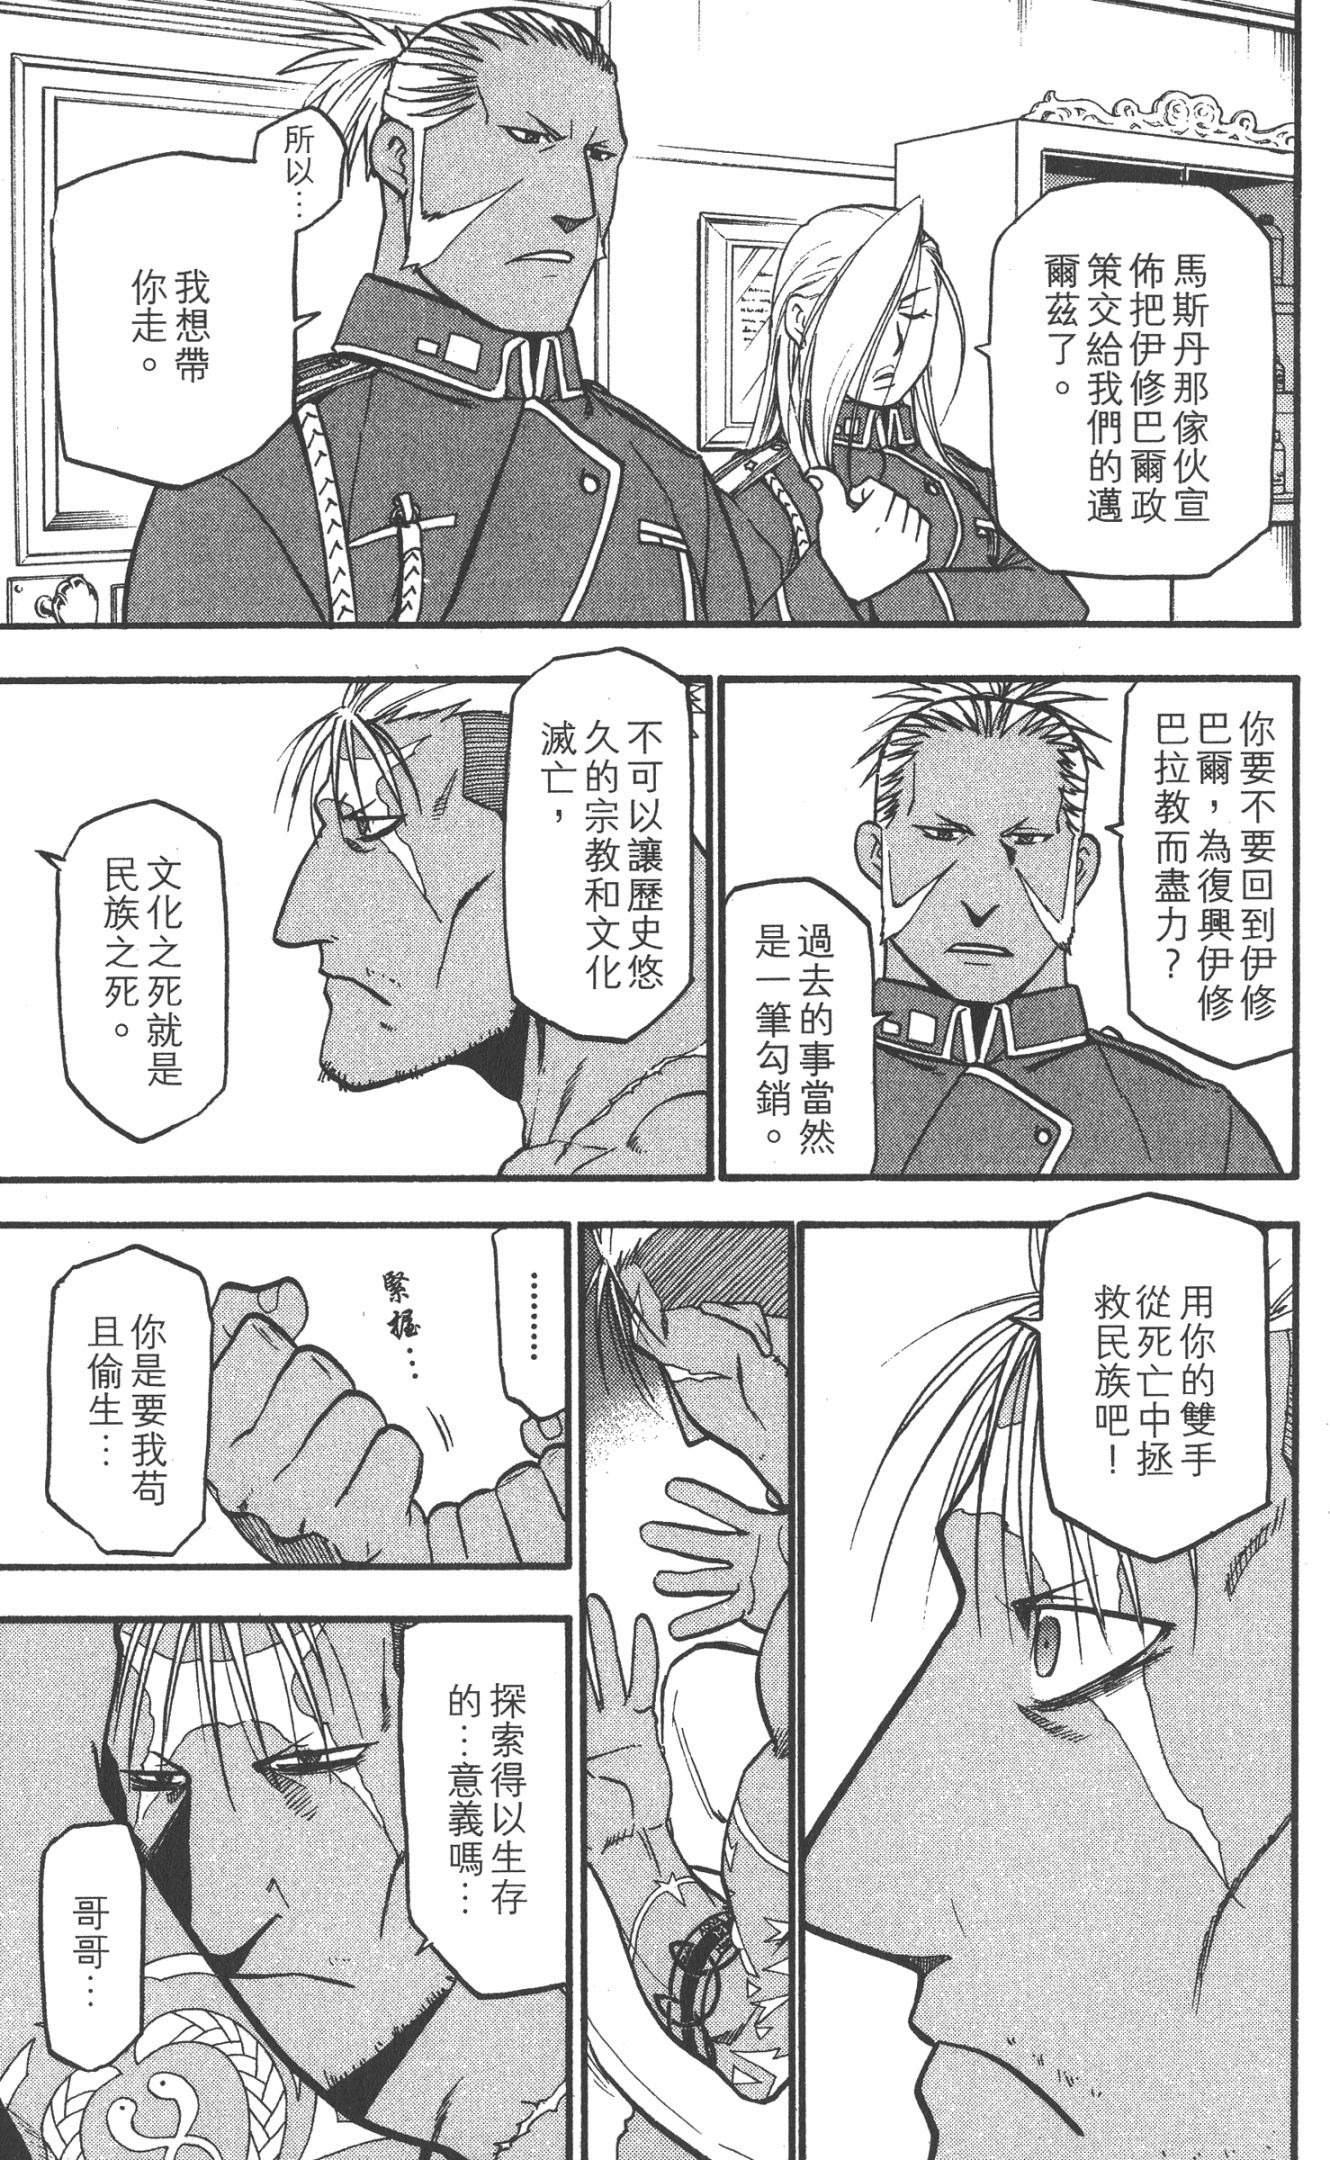 馬斯丹那傢伙宣
佈把伊修巴爾政
策交給我們的邁
爾茲了。
所以…
我想帶
你走。
你要不要回到伊修
巴爾，為復興伊修
巴拉教而盡力？
過去的事當然
是一筆勾銷。
不可以讓歷史悠
久的宗教和文化
滅亡，
文化之死就是
民族之死。
用你的雙手
從死亡中拯
救民族吧！
………
緊握…
你是要我苟
且偷生…
探索得以生存
的…意義嗎…
哥哥…